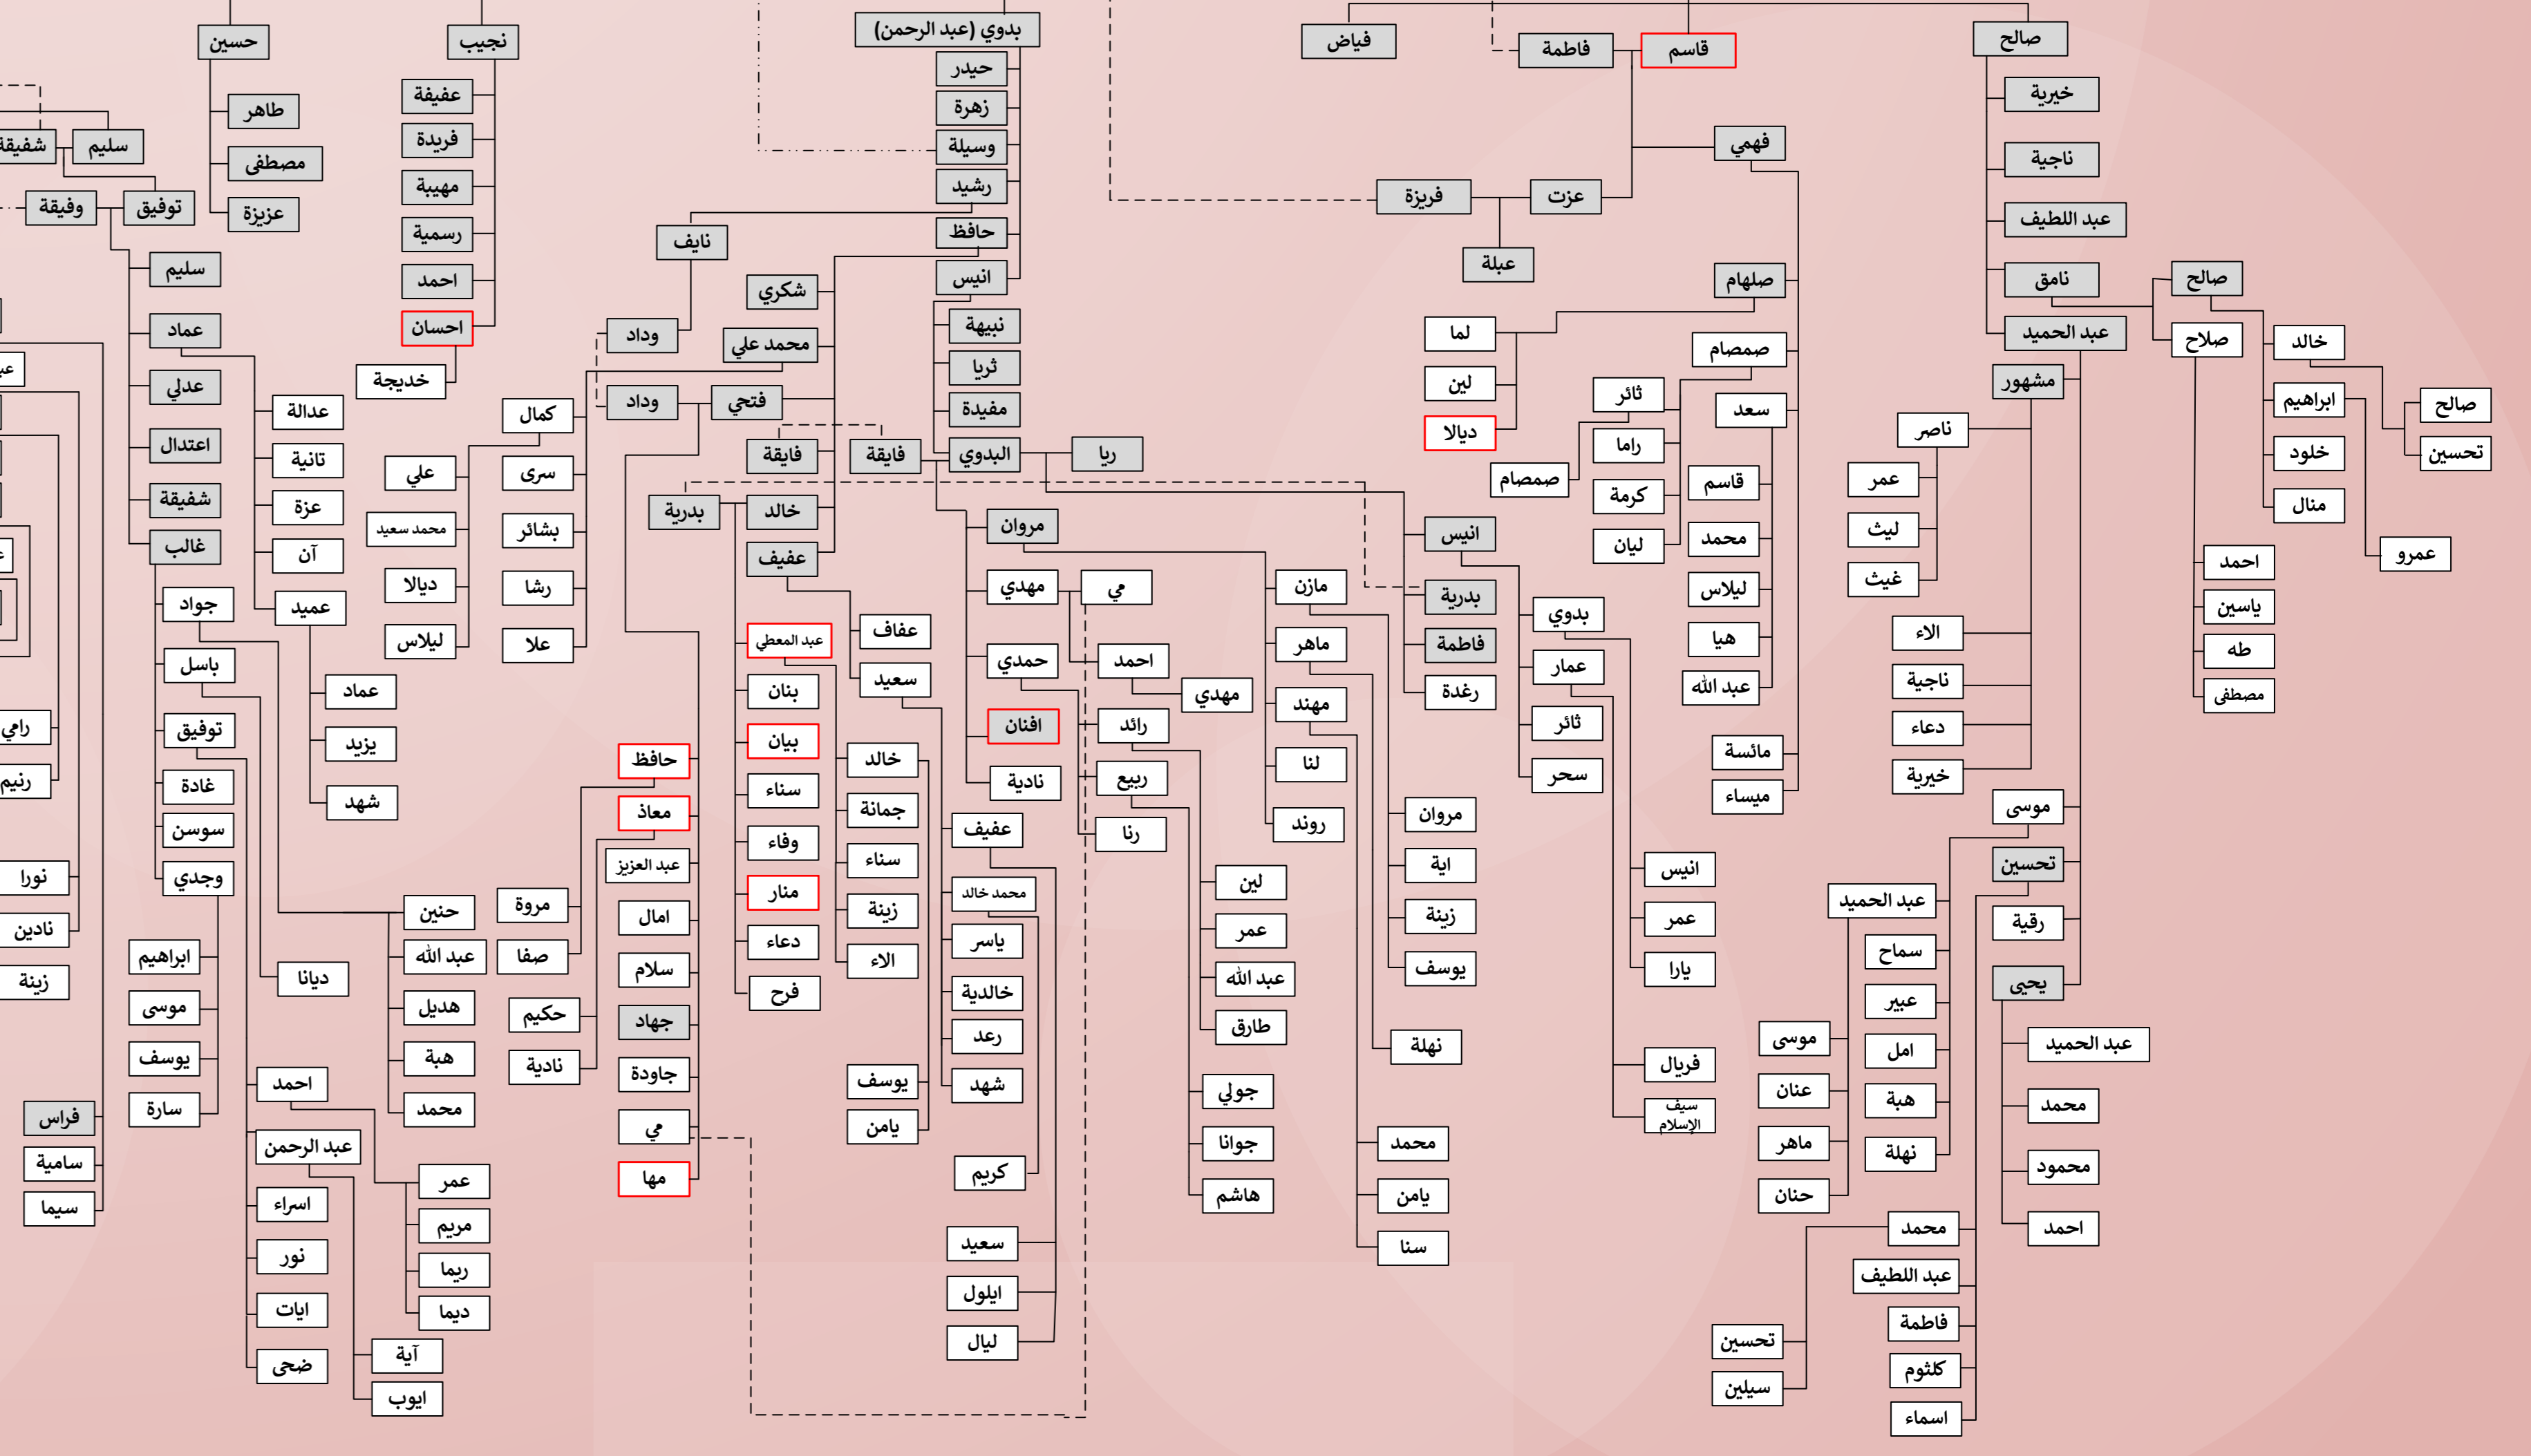 بدوي (عبد الرحمن)
صالح
فياض
فاطمة
قاسم
نجيب
حسين
خيرية
ناجية
عبد اللطيف
نامق
عبد الحميد
صالح
صلاح
خالد
ابراهيم
خلود
منال
صالح
تحسين
عمرو
احمد
ياسين
طه
مصطفى
مشهور
ناصر
عمر
ليث
غيث
الاء
ناجية
دعاء
خيرية
موسى
تحسين
رقية
يحيى
عبد الحميد
سماح
عبير
امل
هبة
نهلة
موسى
عنان
ماهر
حنان
عبد الحميد
محمد
محمود
احمد
محمد
عبد اللطيف
فاطمة
كلثوم
اسماء
تحسين
سيلين
فهمي
عزت
فريزة
عبلة
صلهام
لما
لين
ديالا
صمصام
ثائر
راما
كرمة
ليان
صمصام
سعد
قاسم
محمد
ليلاس
هيا
عبد الله
مائسة
ميساء
حيدر
زهرة
وسيلة
رشيد
حافظ
انيس
نايف
وداد
شكري
محمد علي
فتحي
وداد
فايقة
خالد
بدرية
عفيف
نبيهة
ثريا
مفيدة
البدوي
فايقة
ريا
انيس
بدرية
فاطمة
رغدة
بدوي
عمار
ثائر
سحر
انيس
عمر
يارا
فريال
سيف
الإسلام
مروان
مهدي
مي
حمدي
افنان
نادية
احمد
مهدي
رائد
ربيع
رنا
لين
عمر
عبد الله
طارق
جولي
جوانا
هاشم
مازن
ماهر
مهند
لنا
روند
مروان
اية
زينة
يوسف
نهلة
محمد
يامن
سنا
عفاف
سعيد
عفيف
محمد خالد
ياسر
خالدية
رعد
شهد
كريم
سعيد
ايلول
ليال
عبد المعطي
بنان
بيان
سناء
وفاء
منار
دعاء
فرح
خالد
جمانة
سناء
زينة
الاء
يوسف
يامن
حافظ
معاذ
عبد العزيز
امال
سلام
جهاد
جاودة
مي
مها
مروة
صفا
حكيم
نادية
كمال
سرى
بشائر
رشا
علا
علي
محمد سعيد
ديالا
ليلاس
عفيفة
فريدة
مهيبة
رسمية
احمد
احسان
خديجة
طاهر
مصطفى
عزيزة
سليم
شفيقة
توفيق
وفيقة
سليم
عماد
عدلي
اعتدال
شفيقة
غالب
عدالة
تانية
عزة
آن
عميد
عماد
يزيد
شهد
جواد
باسل
توفيق
غادة
سوسن
وجدي
حنين
عبد الله
هديل
هبة
محمد
ديانا
ابراهيم
موسى
يوسف
سارة
احمد
عبد الرحمن
اسراء
نور
ايات
ضحى
عمر
مريم
ريما
ديما
آية
ايوب
رامي
رنيم
نورا
نادين
زينة
فراس
سامية
سيما